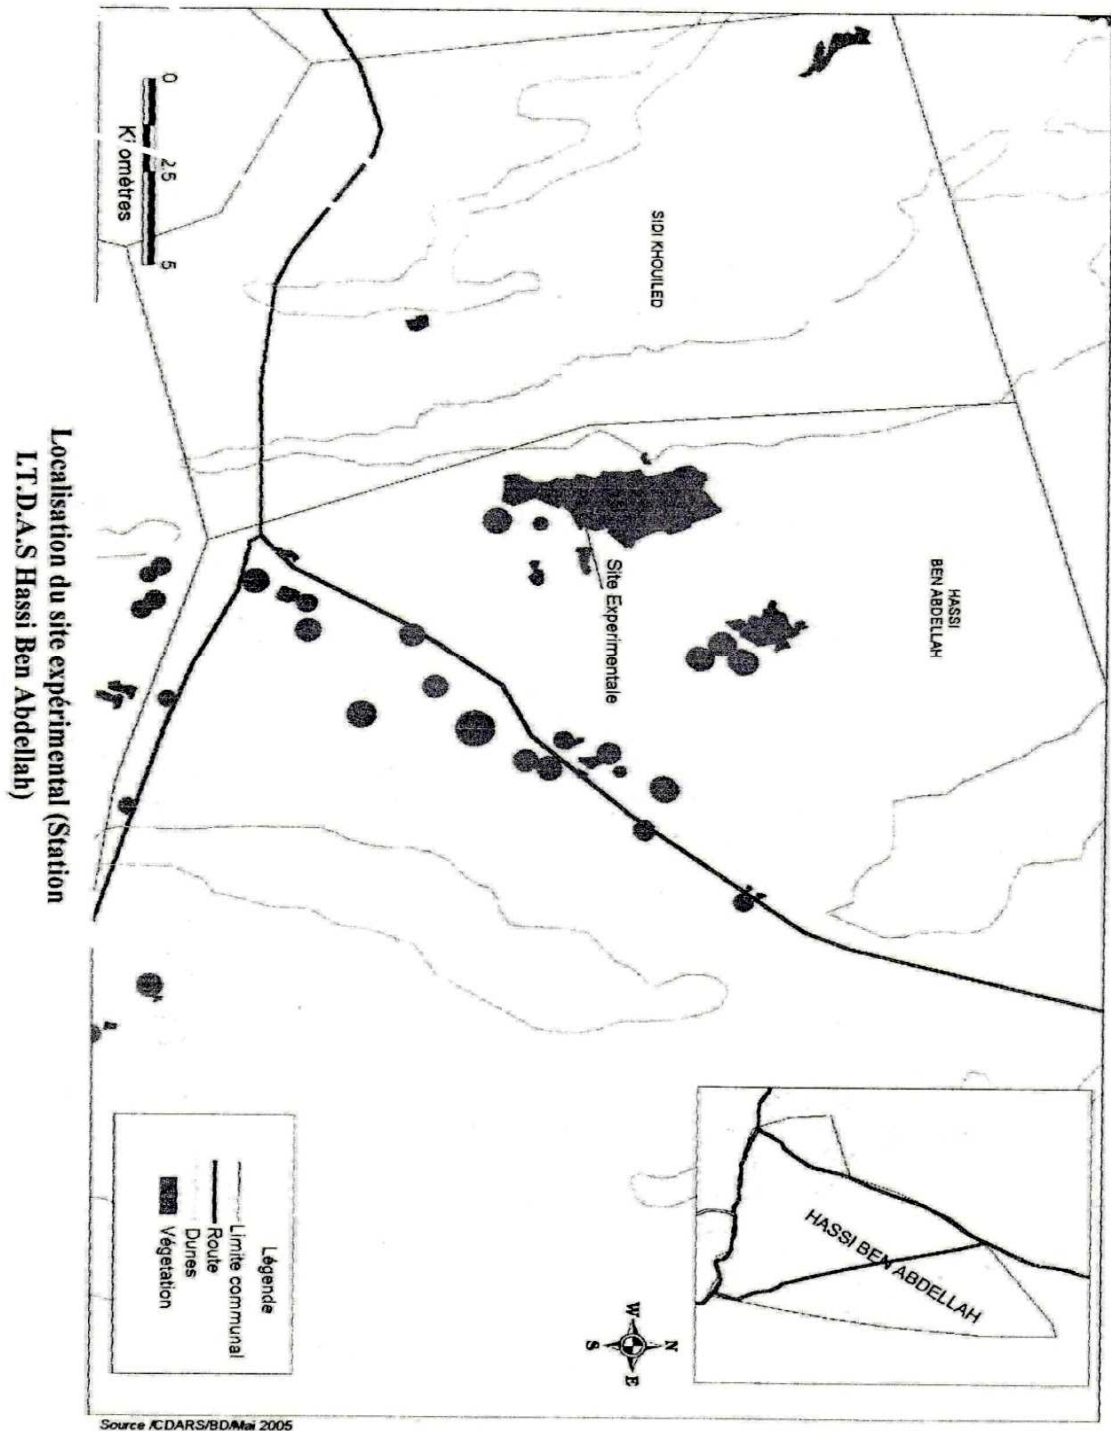 0 2.5 5
Kilomètres
SIDI KHOUILED
HASSI
BEN ABDELLAH
Site Experimentale
HASSI BEN ABDELLAH
N
W E
S
Légende
Limite communal
Route
Dunes
Végetation
Source /CDARS/BD/Mai 2005
Localisation du site expérimental (Station
I.T.D.A.S Hassi Ben Abdellah)